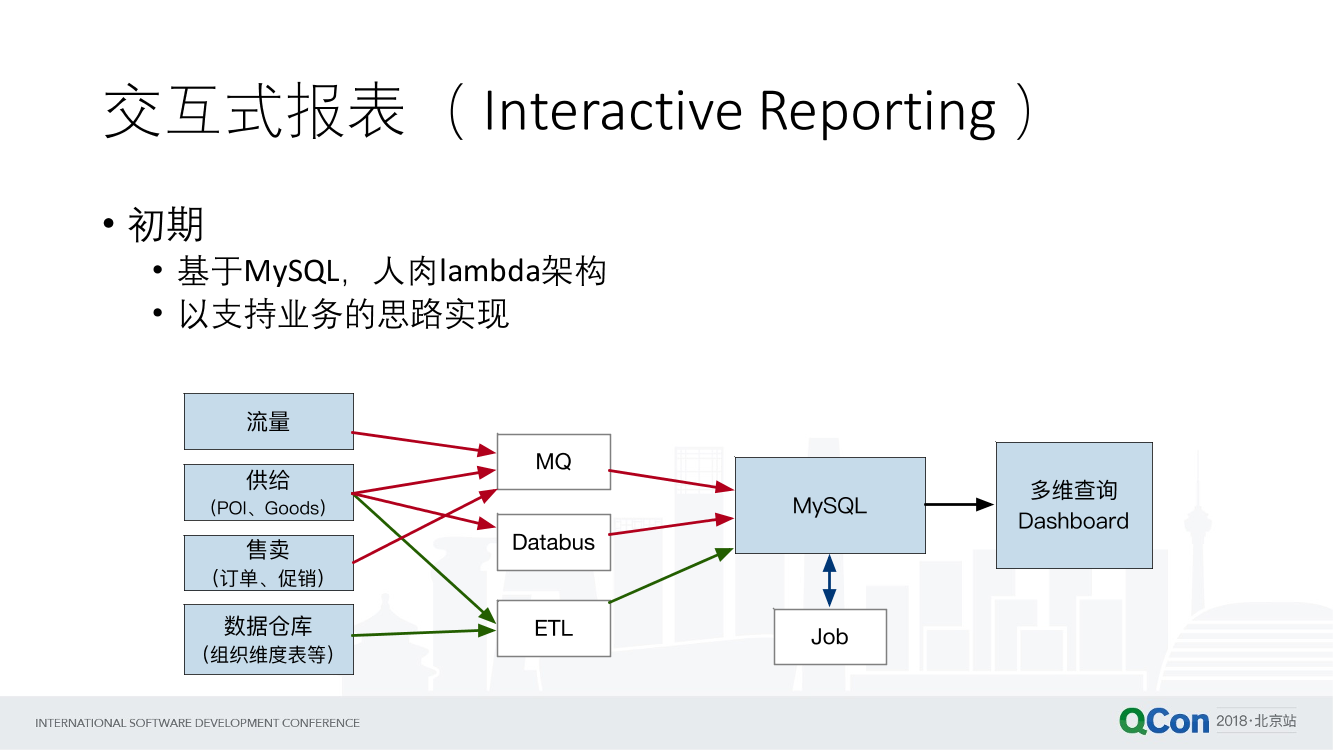 交互式报表（Interactive Reporting）
• 初期
• 基于MySQL，人肉lambda架构
• 以支持业务的思路实现
流量
供给
(POI、Goods)
售卖
(订单、促销)
数据仓库
(组织维度表等)
MQ
Databus
ETL
MySQL
Job
多维查询
Dashboard
INTERNATIONAL SOFTWARE DEVELOPMENT CONFERENCE
QCon 2018·北京站